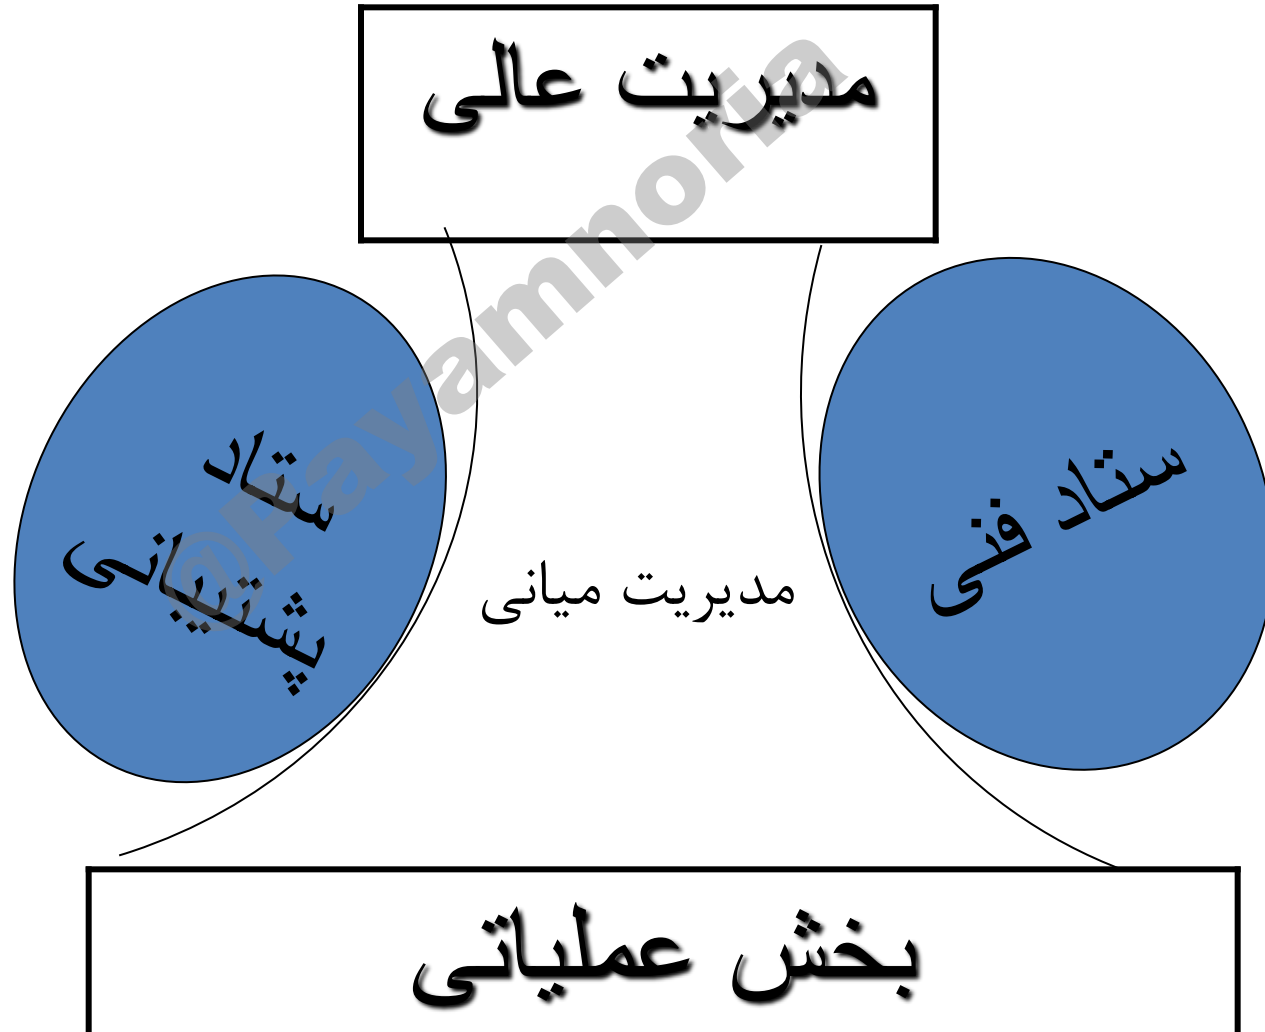 مدیریت عالی
ستاد فنی
ستاد
پشتیبانی
مدیریت میانی
بخش عملیاتی
@Payamnoria